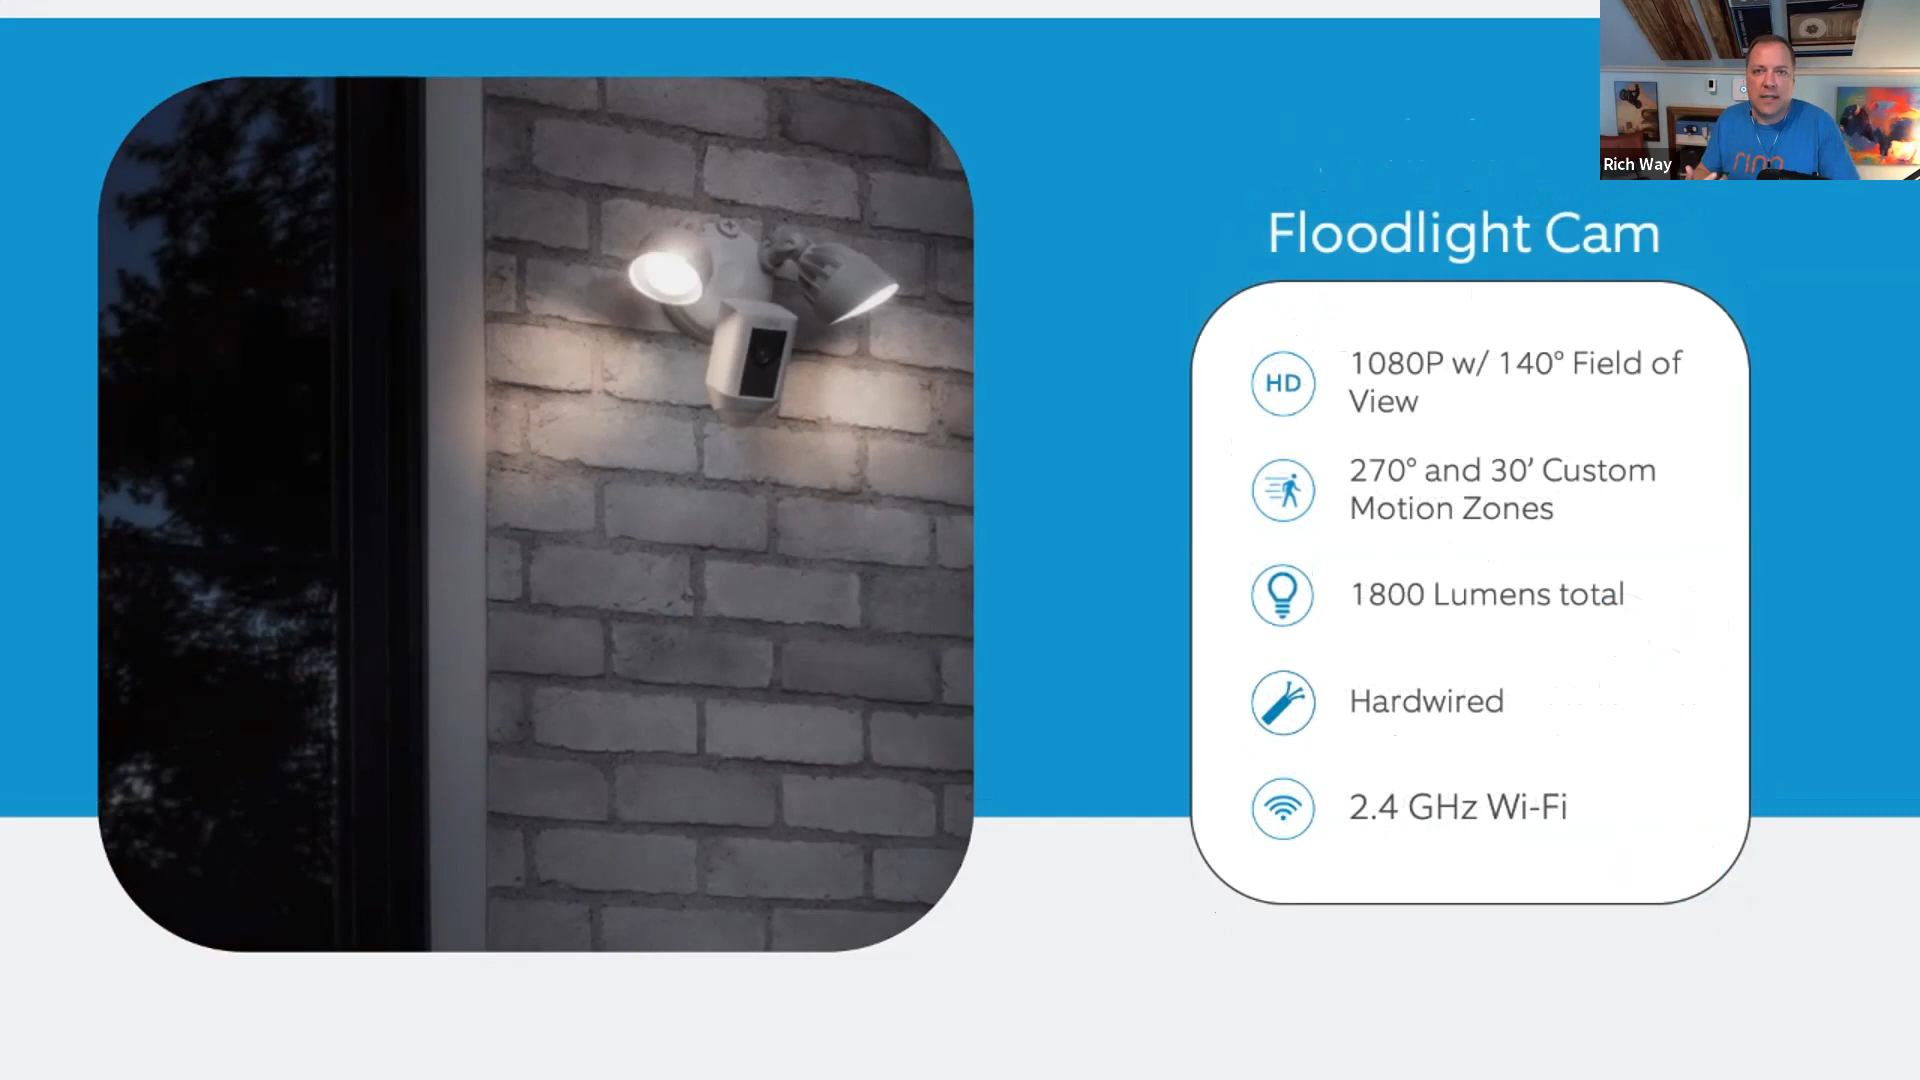 Rich Way
ring
Floodlight Cam
HD
1080P w/ 140° Field of
View
270° and 30’ Custom
Motion Zones
1800 Lumens total
Hardwired
2.4 GHz Wi-Fi